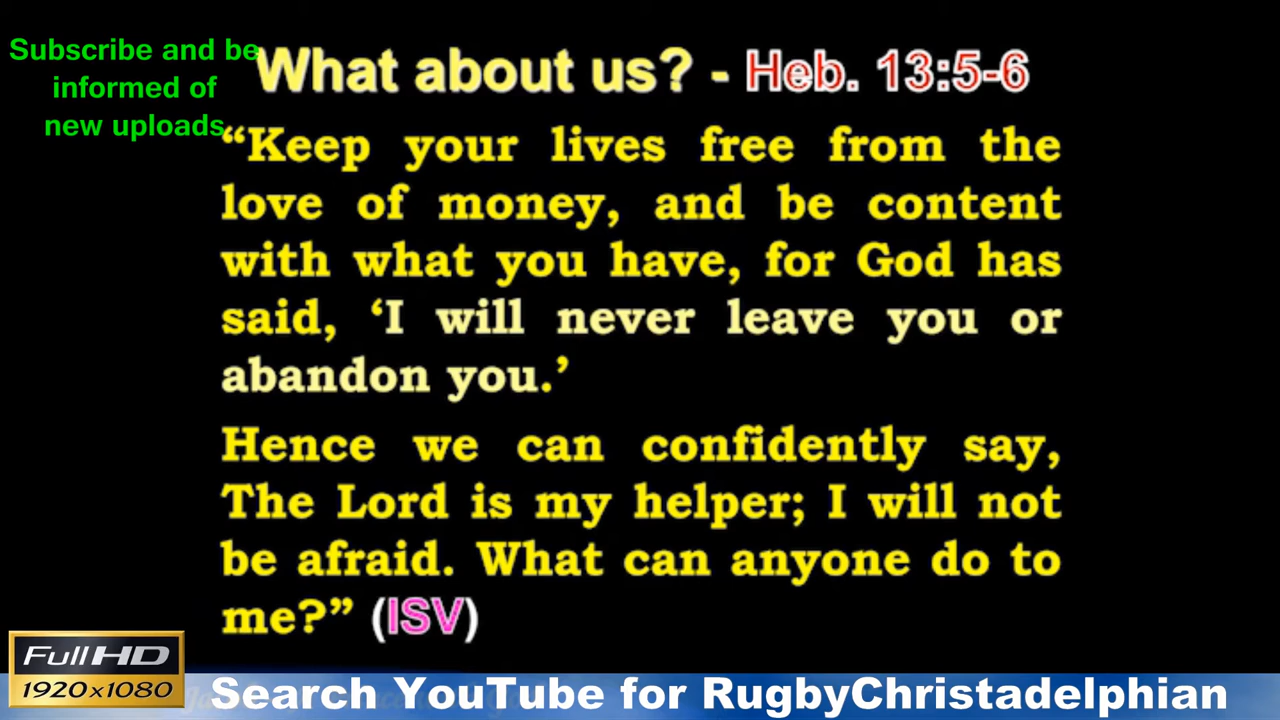 Subscribe and be
informed of
new uploads
What about us? - Heb. 13:5-6
“Keep your lives free from the
love of money, and be content
with what you have, for God has
said, ‘I will never leave you or
abandon you.’
Hence we can confidently say,
The Lord is my helper; I will not
be afraid. What can anyone do to
me?” (ISV)
Full HD
1920x1080
Search YouTube for RugbyChristadelphian